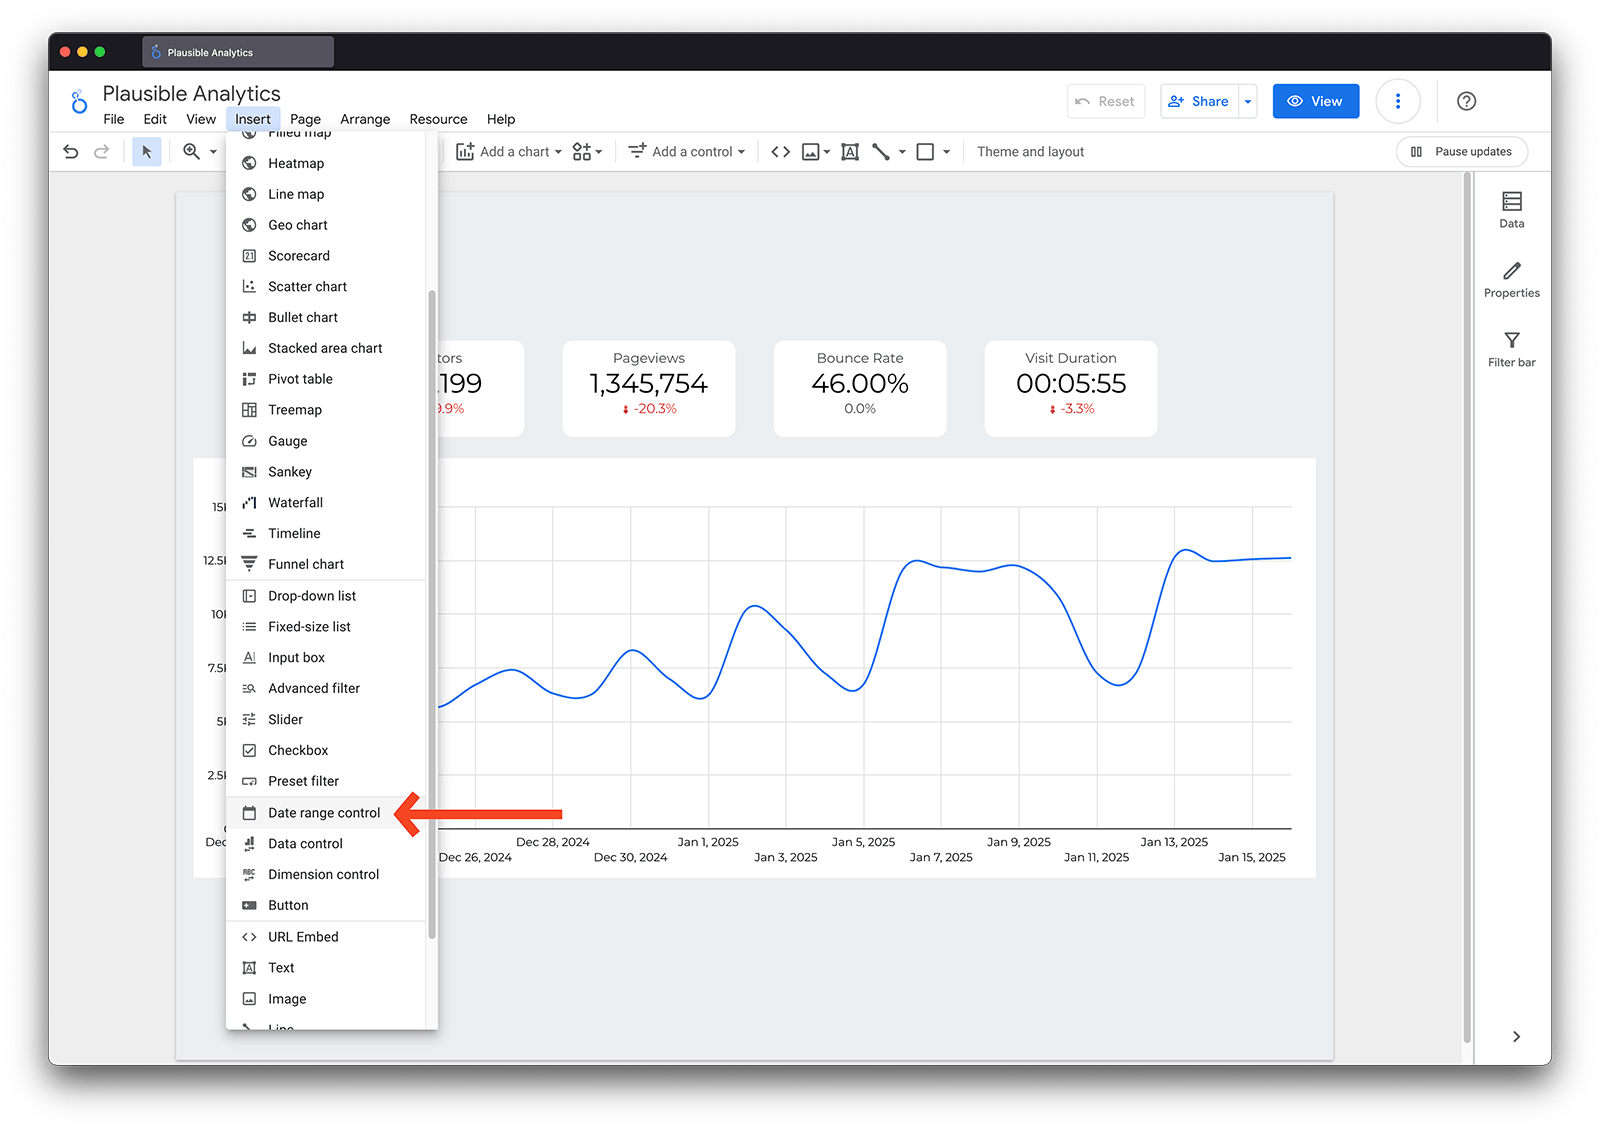 Plausible Analytics
Plausible Analytics
File Edit View Insert Page Arrange Resource Help
Reset
Share
View
Add a chart
Add a control
Theme and layout
Pause updates
Filled map
Heatmap
Line map
Geo chart
Scorecard
Scatter chart
Bullet chart
Stacked area chart
Pivot table
Treemap
Gauge
Sankey
Waterfall
Timeline
Funnel chart
Drop-down list
Fixed-size list
Input box
Advanced filter
Slider
Checkbox
Preset filter
Date range control
Data control
Dimension control
Button
URL Embed
Text
Image
Line
Data
Properties
Filter bar
tors
,199
9.9%
Pageviews
1,345,754
-20.3%
Bounce Rate
46.00%
0.0%
Visit Duration
00:05:55
-3.3%
15k
12.5k
10k
7.5k
5k
2.5k
0
Dec
Dec 26, 2024
Dec 28, 2024
Dec 30, 2024
Jan 1, 2025
Jan 3, 2025
Jan 5, 2025
Jan 7, 2025
Jan 9, 2025
Jan 11, 2025
Jan 13, 2025
Jan 15, 2025